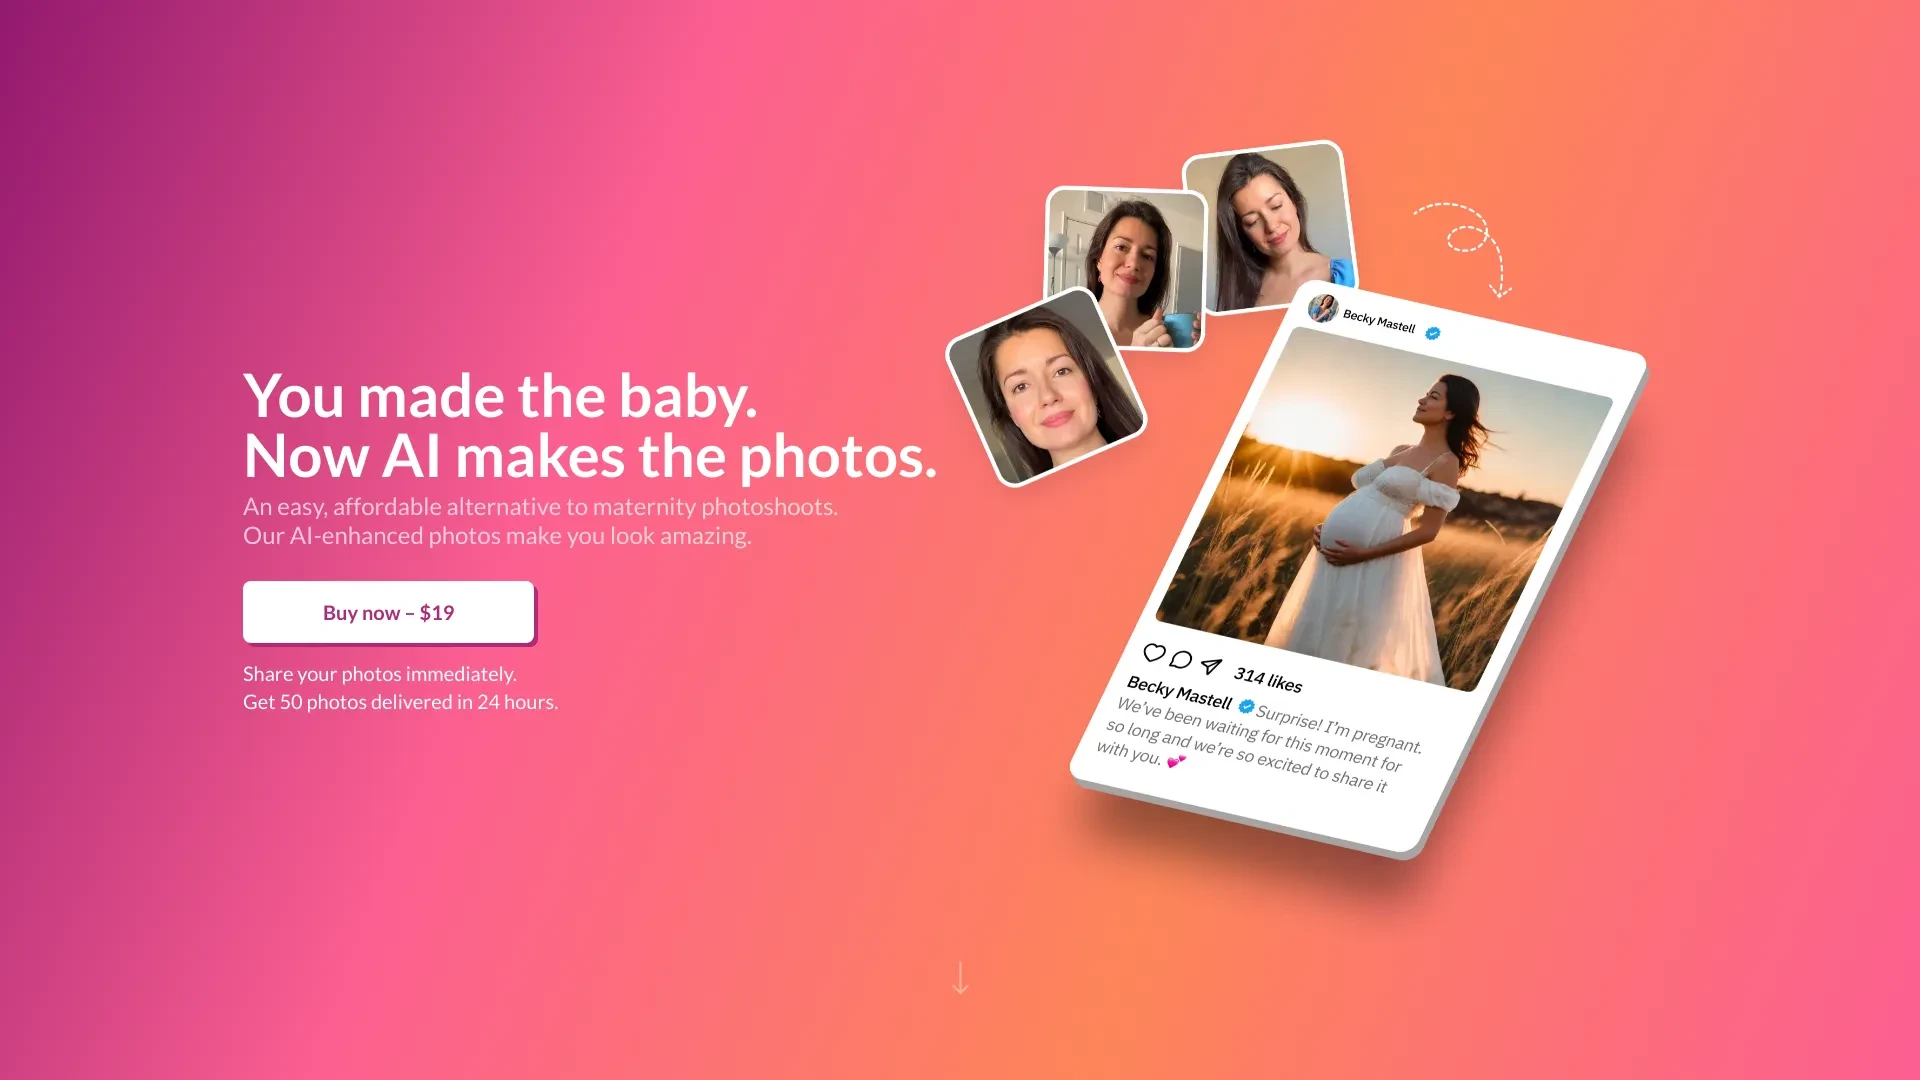 You made the baby.
Now AI makes the photos.
An easy, affordable alternative to maternity photoshoots.
Our AI-enhanced photos make you look amazing.
Buy now – $19
Share your photos immediately.
Get 50 photos delivered in 24 hours.
Becky Mastell
314 likes
Becky Mastell Surprise! I'm pregnant.
We've been waiting for this moment for
so long and we're so excited to share it
with you. 💕